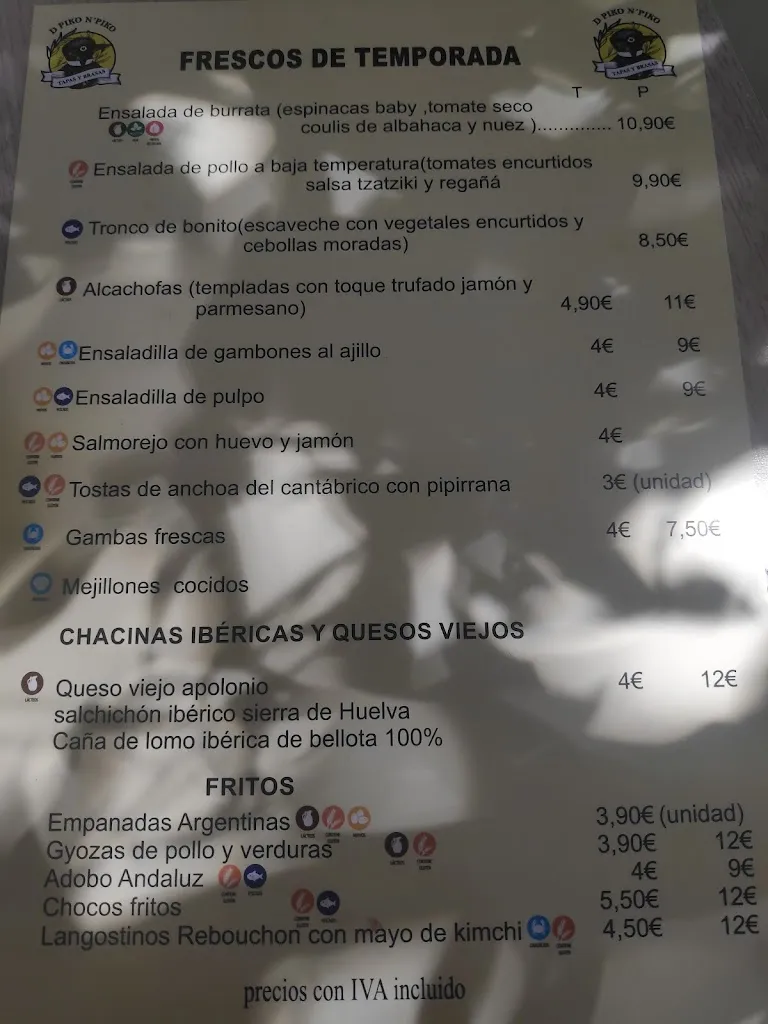 D PIKO N'PIKO
TAPAS Y BRASAS
D PIKO N'PIKO
TAPAS Y BRASAS
FRESCOS DE TEMPORADA
T P
Ensalada de burrata (espinacas baby ,tomate seco
coulis de albahaca y nuez ).............. 10,90€
Ensalada de pollo a baja temperatura(tomates encurtidos
salsa tzatziki y regañá 9,90€
Tronco de bonito(escaveche con vegetales encurtidos y
cebollas moradas) 8,50€
Alcachofas (templadas con toque trufado jamón y
parmesano) 4,90€ 11€
Ensaladilla de gambones al ajillo 4€ 9€
Ensaladilla de pulpo 4€ 9€
Salmorejo con huevo y jamón 4€
Tostas de anchoa del cantábrico con pipirrana 3€ (unidad)
Gambas frescas 4€ 7,50€
Mejillones cocidos
CHACINAS IBÉRICAS Y QUESOS VIEJOS
Queso viejo apolonio 4€ 12€
salchichón ibérico sierra de Huelva
Caña de lomo ibérica de bellota 100%
FRITOS
Empanadas Argentinas 3,90€ (unidad)
Gyozas de pollo y verduras 3,90€ 12€
Adobo Andaluz 4€ 9€
Chocos fritos 5,50€ 12€
Langostinos Rebouchon con mayo de kimchi 4,50€ 12€
precios con IVA incluido